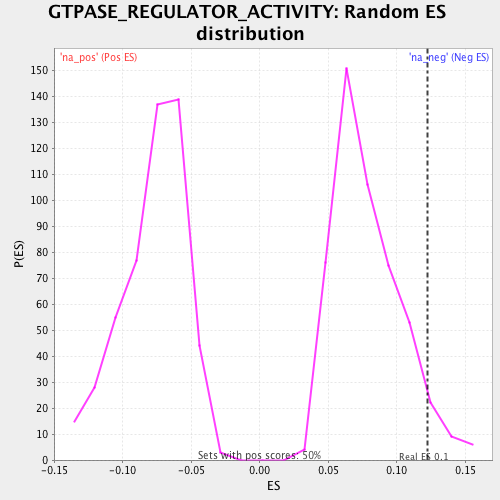 GTPASE_REGULATOR_ACTIVITY: Random ES
distribution
'na_pos' (Pos ES)
'na_neg' (Neg ES)
150
140
130
120
110
100
90
80
70
60
50
40
30
20
10
0
P(ES)
Sets with pos scores: 50%
Real ES 0.1
-0.15
-0.10
-0.05
0.00
0.05
0.10
0.15
ES